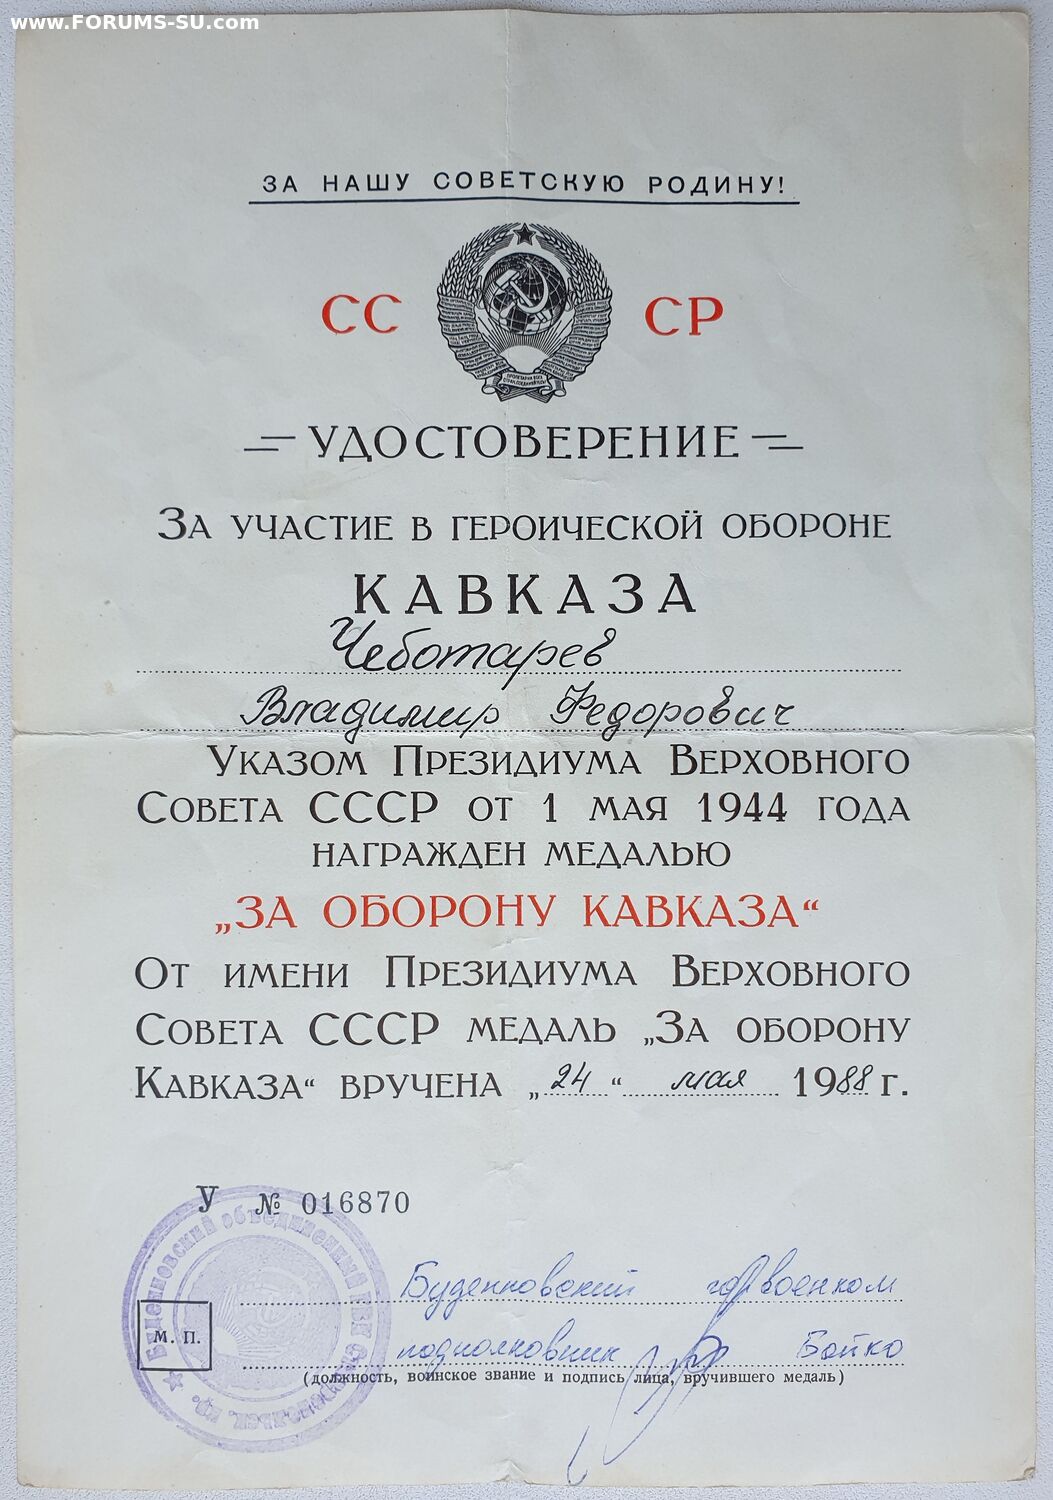 www.FORUMS-SU.com
ЗА НАШУ СОВЕТСКУЮ РОДИНУ!
СС СР
УДОСТОВЕРЕНИЕ
ЗА УЧАСТИЕ В ГЕРОИЧЕСКОЙ ОБОРОНЕ
КАВКАЗА
Чеботарев
Владимир Федорович
УКАЗОМ ПРЕЗИДИУМА ВЕРХОВНОГО
СОВЕТА СССР ОТ 1 МАЯ 1944 ГОДА
НАГРАЖДЕН МЕДАЛЬЮ
„ЗА ОБОРОНУ КАВКАЗА“
ОТ ИМЕНИ ПРЕЗИДИУМА ВЕРХОВНОГО
СОВЕТА СССР МЕДАЛЬ „ЗА ОБОРОНУ
КАВКАЗА“ ВРУЧЕНА „24“ мая 1988 Г.
У № 016870
Буденновский объединенный
Буденновский горвоенком
М. П.
подполковник Бойко
(должность, воинское звание и подпись лица, вручившего медаль)